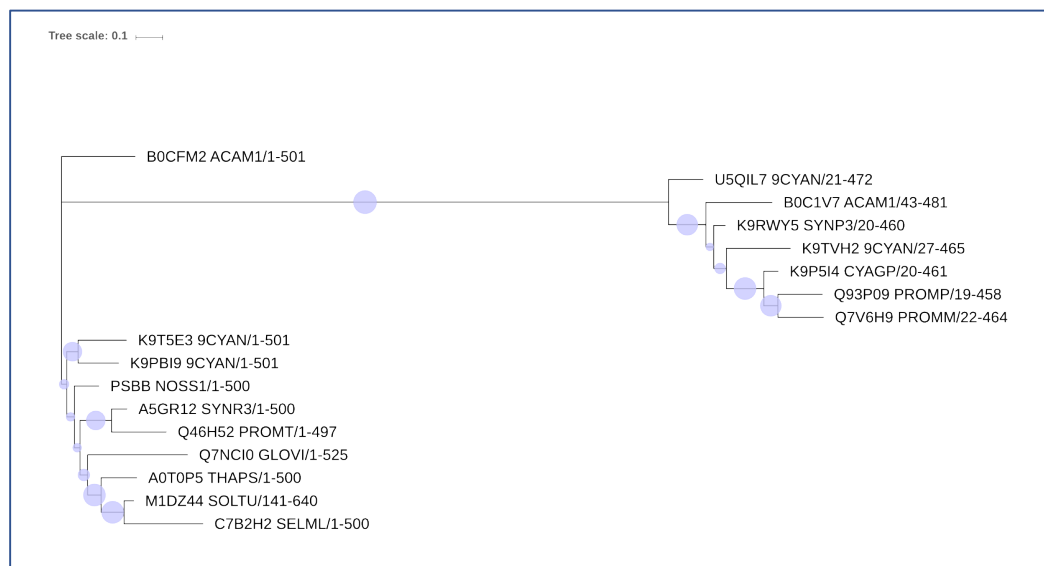 Tree scale: 0.1
B0CFM2 ACAM1/1-501
U5QIL7 9CYAN/21-472
B0C1V7 ACAM1/43-481
K9RWY5 SYNP3/20-460
K9TVH2 9CYAN/27-465
K9P5I4 CYAGP/20-461
Q93P09 PROMP/19-458
Q7V6H9 PROMM/22-464
K9T5E3 9CYAN/1-501
K9PBI9 9CYAN/1-501
PSBB NOSS1/1-500
A5GR12 SYNR3/1-500
Q46H52 PROMT/1-497
Q7NCI0 GLOVI/1-525
A0T0P5 THAPS/1-500
M1DZ44 SOLTU/141-640
C7B2H2 SELML/1-500